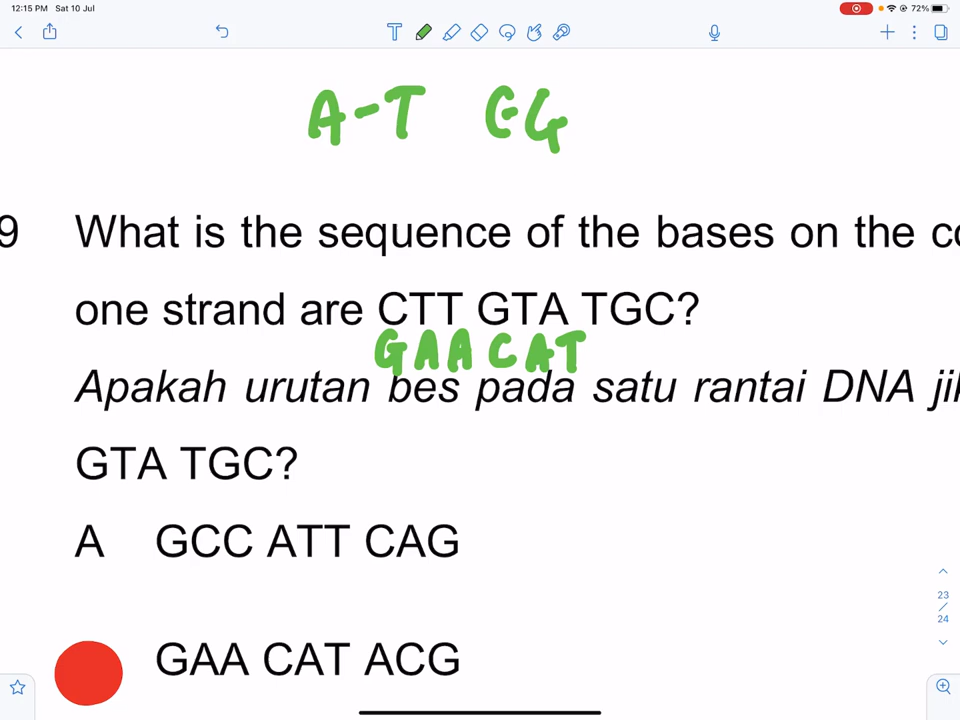 12:15 PM Sat 10 Jul 72%
A-T C-G
9 What is the sequence of the bases on the co
one strand are CTT GTA TGC?
GAA CAT
Apakah urutan bes pada satu rantai DNA jik
GTA TGC?
A GCC ATT CAG
GAA CAT ACG
23
/
24